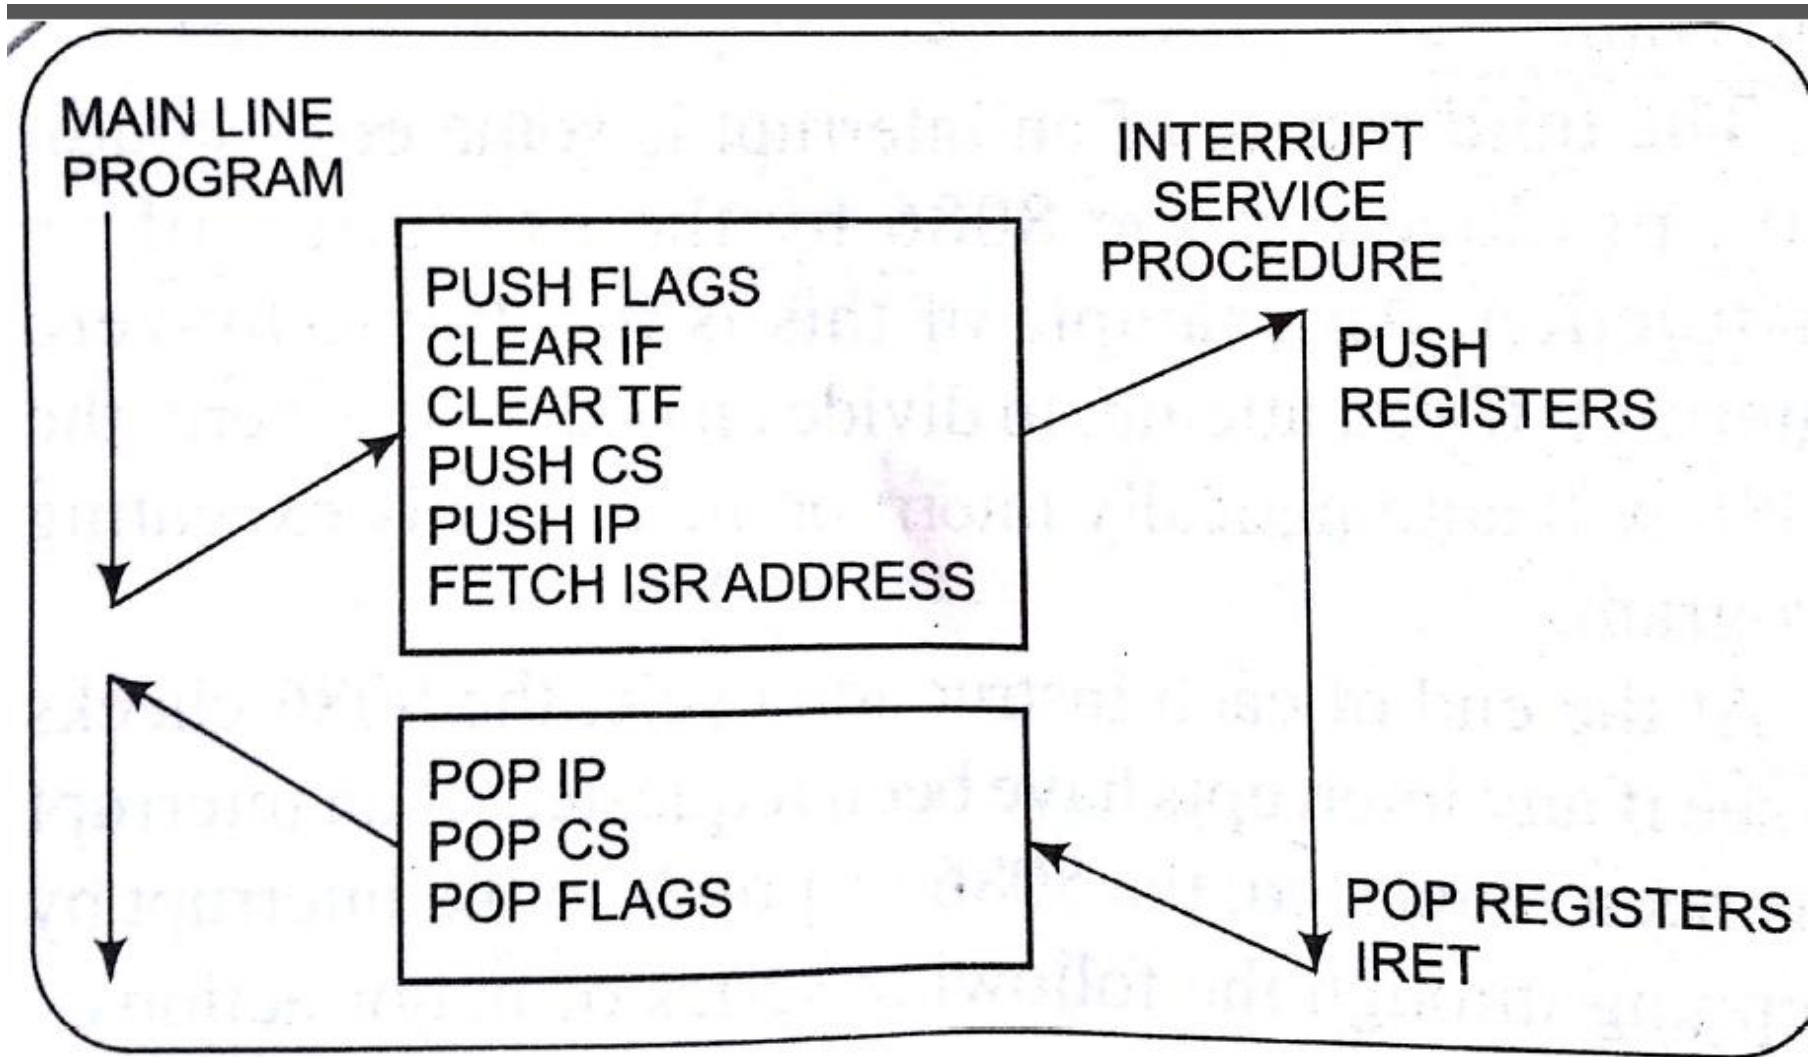 MAIN LINE
PROGRAM
PUSH FLAGS
CLEAR IF
CLEAR TF
PUSH CS
PUSH IP
FETCH ISR ADDRESS
INTERRUPT
SERVICE
PROCEDURE
PUSH
REGISTERS
POP REGISTERS
IRET
POP IP
POP CS
POP FLAGS